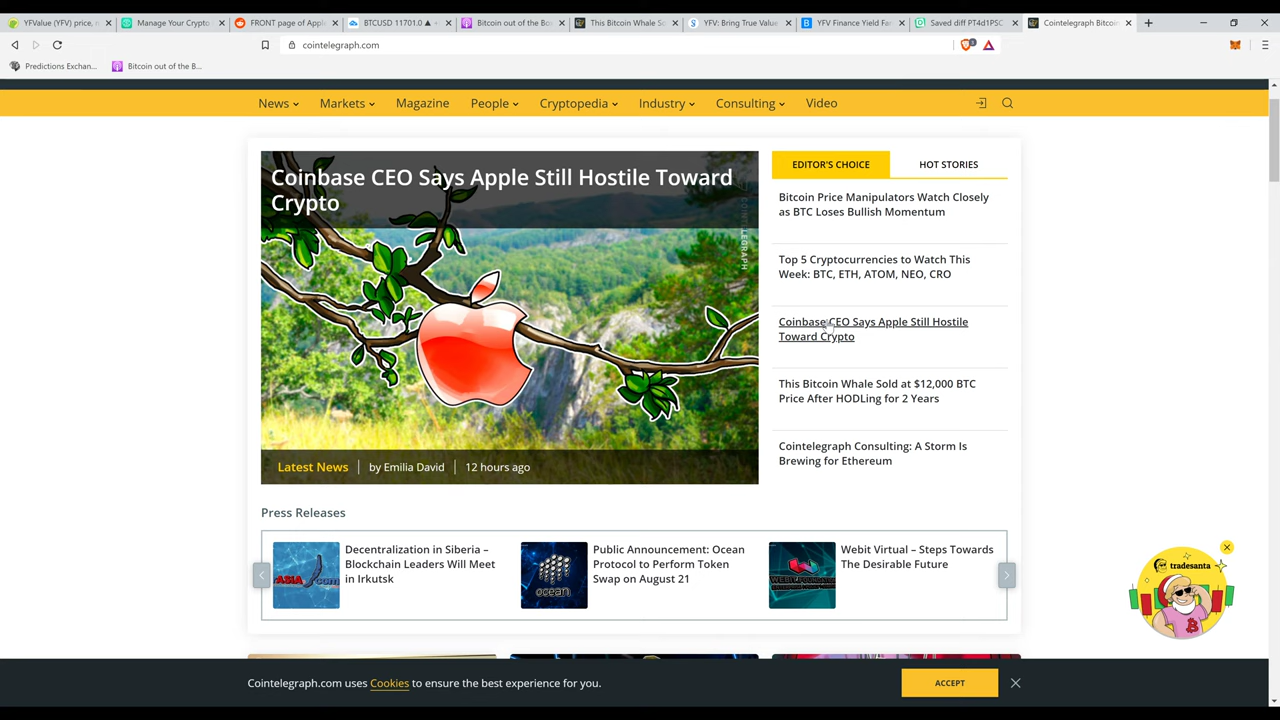 YFValue (YFV) price, m
Manage Your Crypto
FRONT page of Apple
BTCUSD 11701.0 ▲ +
Bitcoin out of the Bo
This Bitcoin Whale So
YFV: Bring True Value
YFV Finance Yield Far
Saved diff PT4d1PSC
Cointelegraph Bitcoin
cointelegraph.com
1
Predictions Exchan...
Bitcoin out of the B...
News
Markets
Magazine
People
Cryptopedia
Industry
Consulting
Video
Coinbase CEO Says Apple Still Hostile Toward
Crypto
COINTELEGRAPH
Latest News
by Emilia David
12 hours ago
EDITOR'S CHOICE
HOT STORIES
Bitcoin Price Manipulators Watch Closely
as BTC Loses Bullish Momentum
Top 5 Cryptocurrencies to Watch This
Week: BTC, ETH, ATOM, NEO, CRO
Coinbase CEO Says Apple Still Hostile
Toward Crypto
This Bitcoin Whale Sold at $12,000 BTC
Price After HODLing for 2 Years
Cointelegraph Consulting: A Storm Is
Brewing for Ethereum
Press Releases
Decentralization in Siberia –
Blockchain Leaders Will Meet
in Irkutsk
ocean
Public Announcement: Ocean
Protocol to Perform Token
Swap on August 21
Webit Virtual – Steps Towards
The Desirable Future
tradesanta
Cointelegraph.com uses Cookies to ensure the best experience for you.
ACCEPT